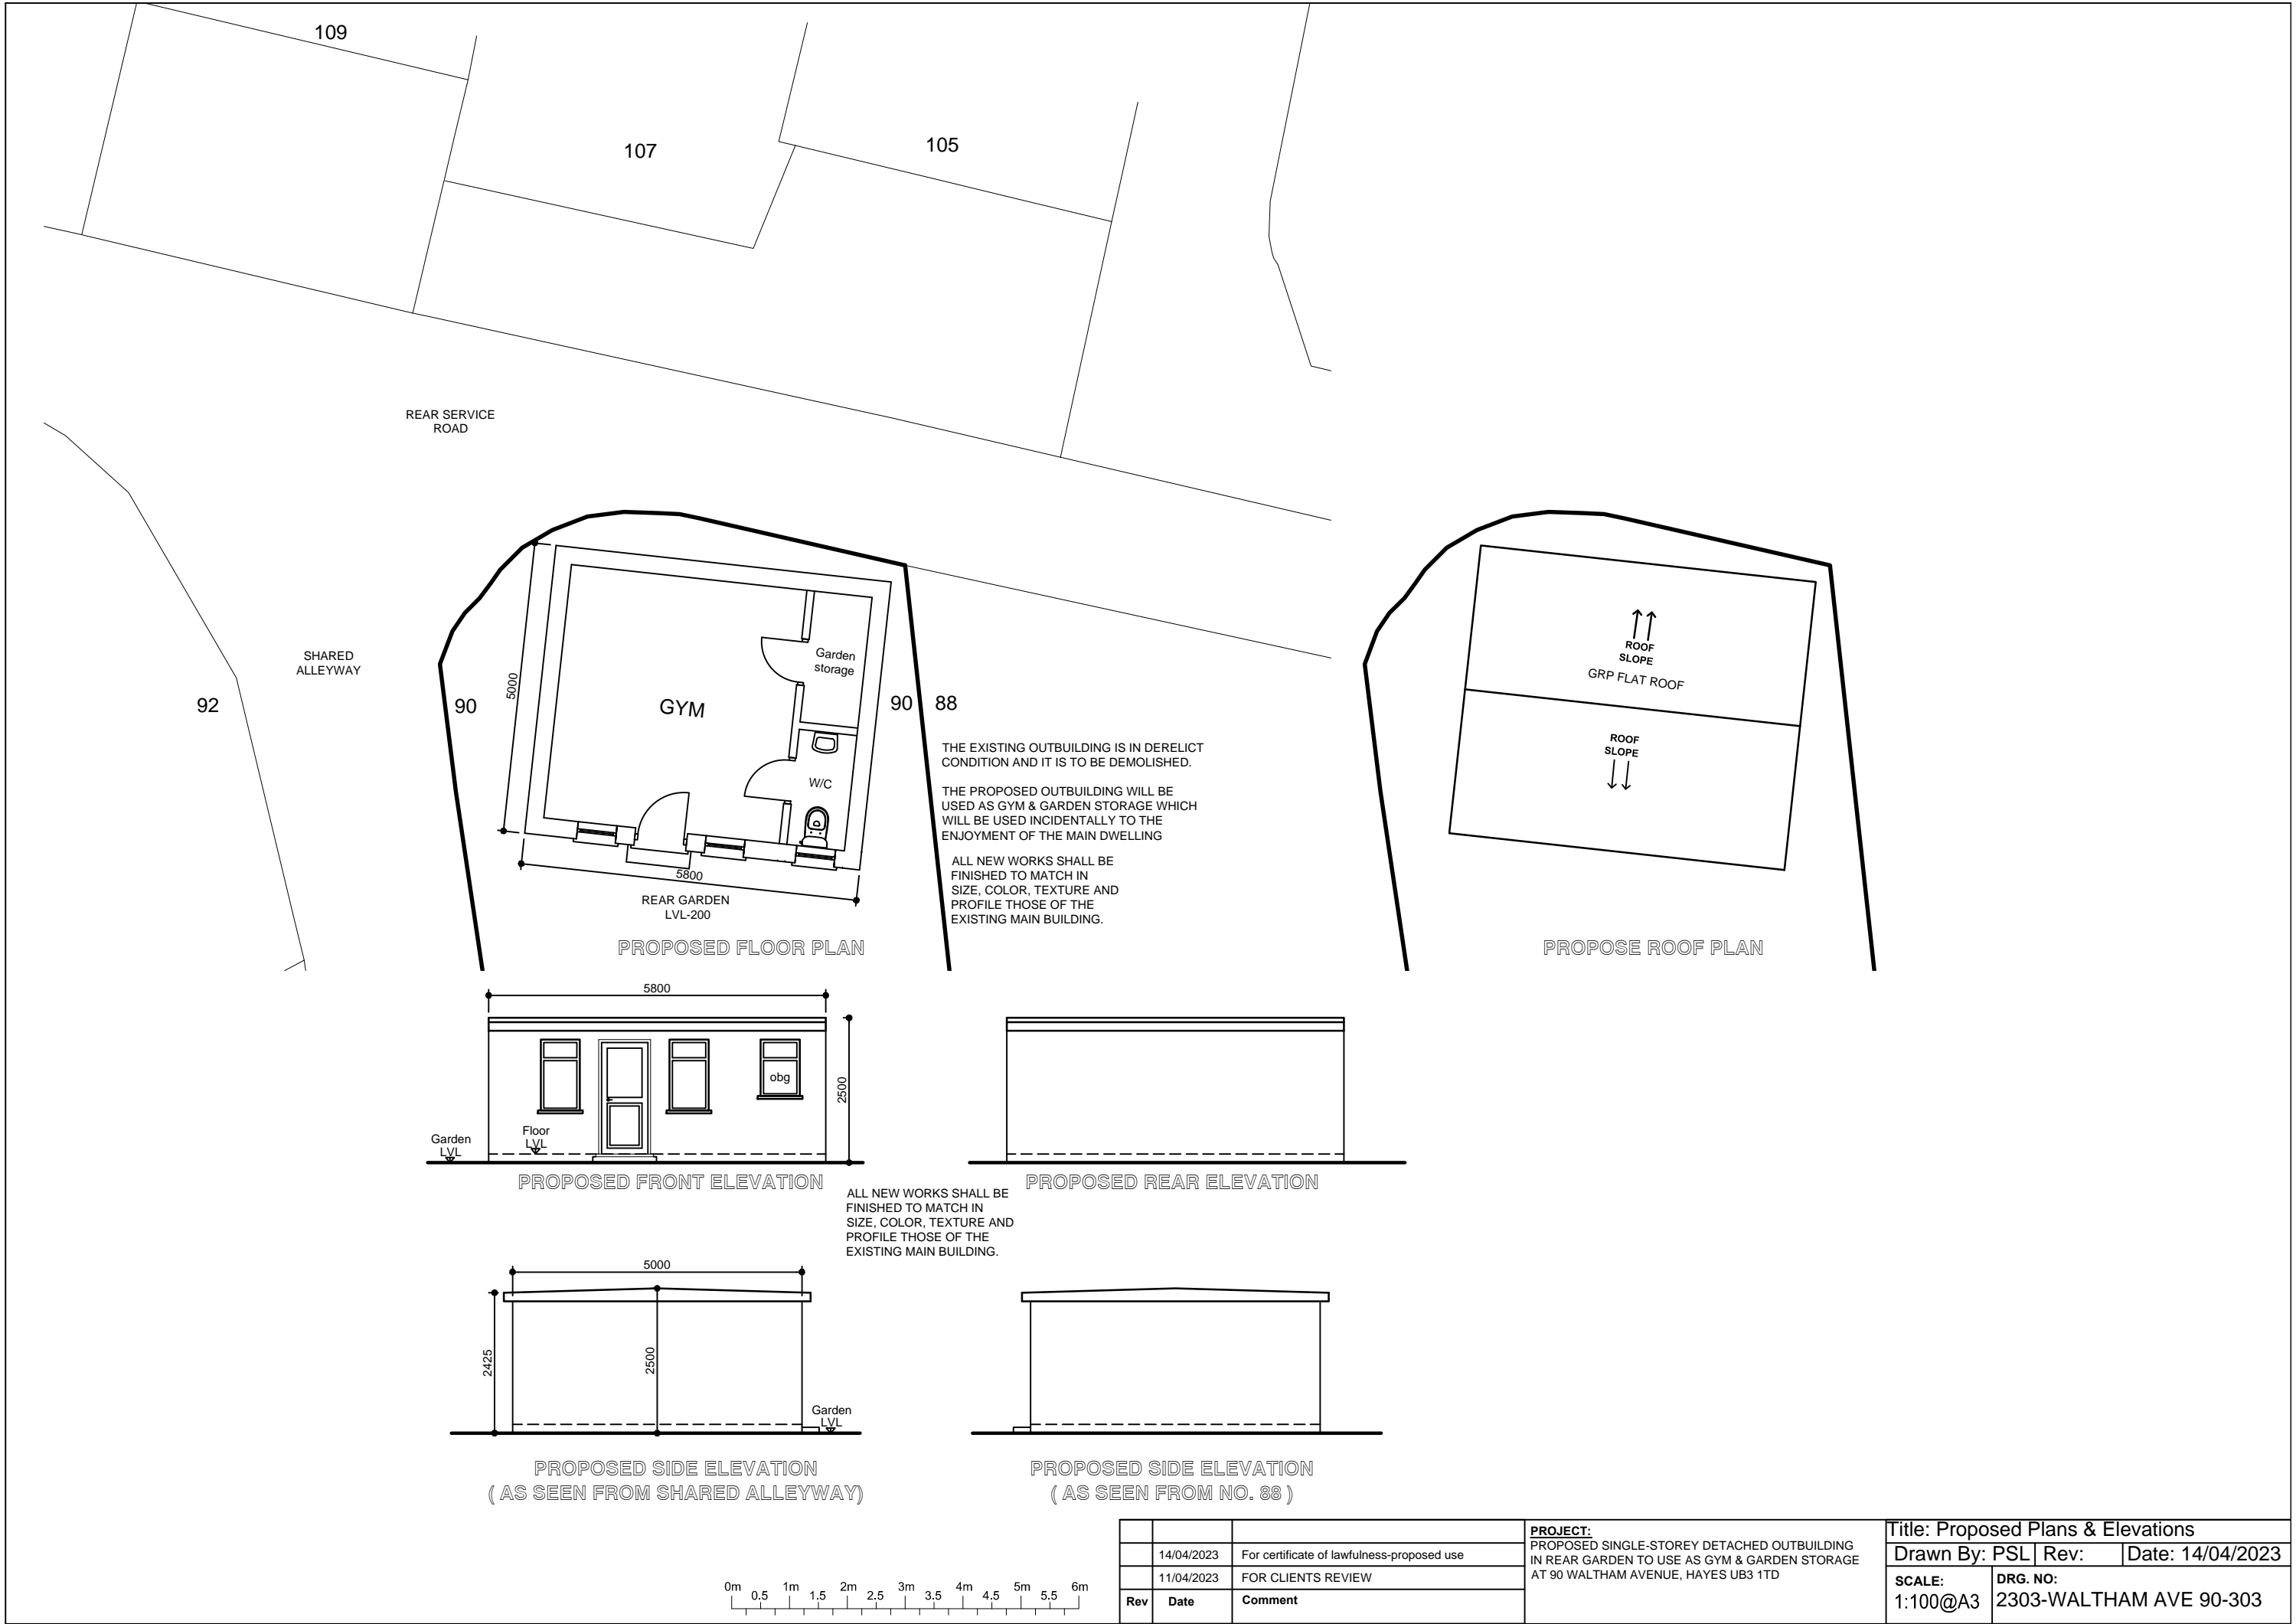 109
107
105
REAR SERVICE
ROAD
SHARED
ALLEYWAY
92
90
5000
GYM
Garden
storage
W/C
90
88
5800
REAR GARDEN
LVL-200
PROPOSED FLOOR PLAN
THE EXISTING OUTBUILDING IS IN DERELICT
CONDITION AND IT IS TO BE DEMOLISHED.
THE PROPOSED OUTBUILDING WILL BE
USED AS GYM & GARDEN STORAGE WHICH
WILL BE USED INCIDENTALLY TO THE
ENJOYMENT OF THE MAIN DWELLING
ALL NEW WORKS SHALL BE
FINISHED TO MATCH IN
SIZE, COLOR, TEXTURE AND
PROFILE THOSE OF THE
EXISTING MAIN BUILDING.
ROOF
SLOPE
GRP FLAT ROOF
ROOF
SLOPE
PROPOSE ROOF PLAN
5800
obg
2500
Garden
LVL
Floor
LVL
PROPOSED FRONT ELEVATION
PROPOSED REAR ELEVATION
ALL NEW WORKS SHALL BE
FINISHED TO MATCH IN
SIZE, COLOR, TEXTURE AND
PROFILE THOSE OF THE
EXISTING MAIN BUILDING.
5000
2425
2500
Garden
LVL
PROPOSED SIDE ELEVATION
( AS SEEN FROM SHARED ALLEYWAY)
PROPOSED SIDE ELEVATION
( AS SEEN FROM NO. 88 )
0m 0.5 1m 1.5 2m 2.5 3m 3.5 4m 4.5 5m 5.5 6m
14/04/2023 For certificate of lawfulness-proposed use
11/04/2023 FOR CLIENTS REVIEW
Rev Date Comment
PROJECT:
PROPOSED SINGLE-STOREY DETACHED OUTBUILDING
IN REAR GARDEN TO USE AS GYM & GARDEN STORAGE
AT 90 WALTHAM AVENUE, HAYES UB3 1TD
Title: Proposed Plans & Elevations
Drawn By: PSL Rev: Date: 14/04/2023
SCALE:
1:100@A3
DRG. NO:
2303-WALTHAM AVE 90-303